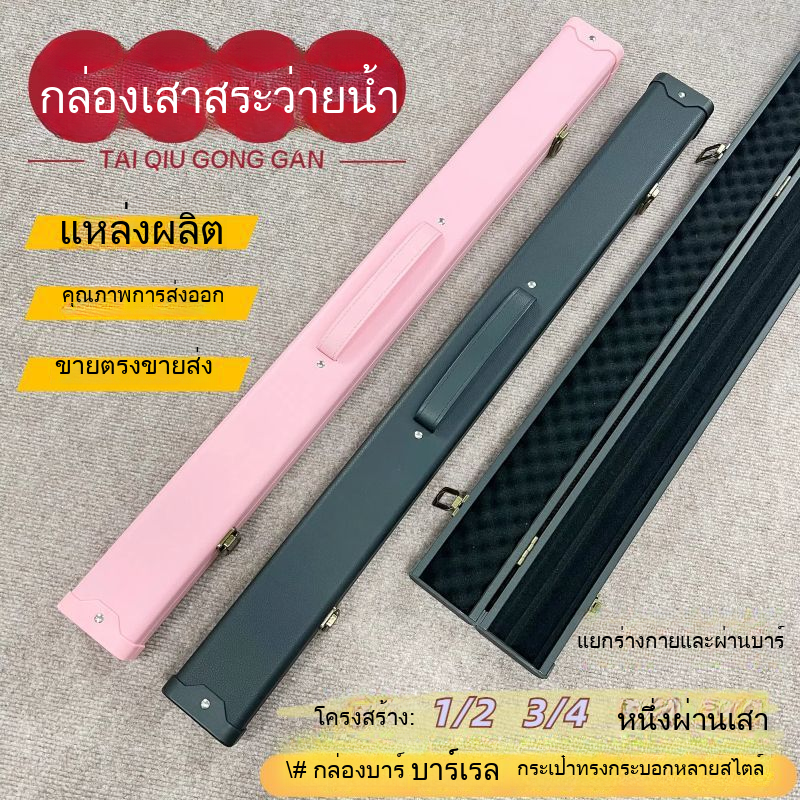 กล่องเสาสระว่ายน้ำ
TAI QIU GONG GAN
แหล่งผลิต
คุณภาพการส่งออก
ขายตรงขายส่ง
แยกร่างกายและผ่านบาร์
โครงสร้าง: 1/2 3/4 หนึ่งผ่านเสา
\# กล่องบาร์ บาร์เรล กระเป๋าทรงกระบอกหลายสไตล์